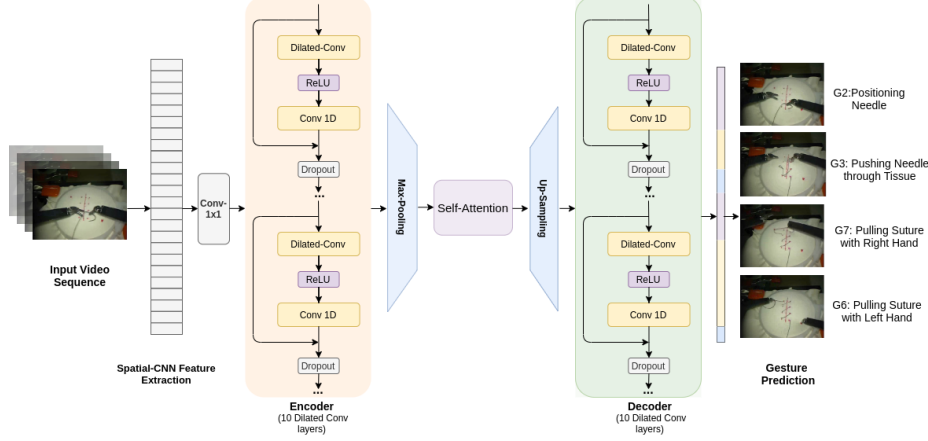 Input Video
Sequence
Spatial-CNN Feature
Extraction
Conv-
1x1
Dilated-Conv
ReLU
Conv 1D
Dropout
...
Dilated-Conv
ReLU
Conv 1D
Dropout
...
Encoder
(10 Dilated Conv
layers)
Max-Pooling
Self-Attention
Up-Sampling
Dilated-Conv
ReLU
Conv 1D
Dropout
...
Dilated-Conv
ReLU
Conv 1D
Dropout
...
Decoder
(10 Dilated Conv
layers)
G2:Positioning
Needle
G3: Pushing Needle
through Tissue
G7: Pulling Suture
with Right Hand
G6: Pulling Suture
with Left Hand
Gesture
Prediction